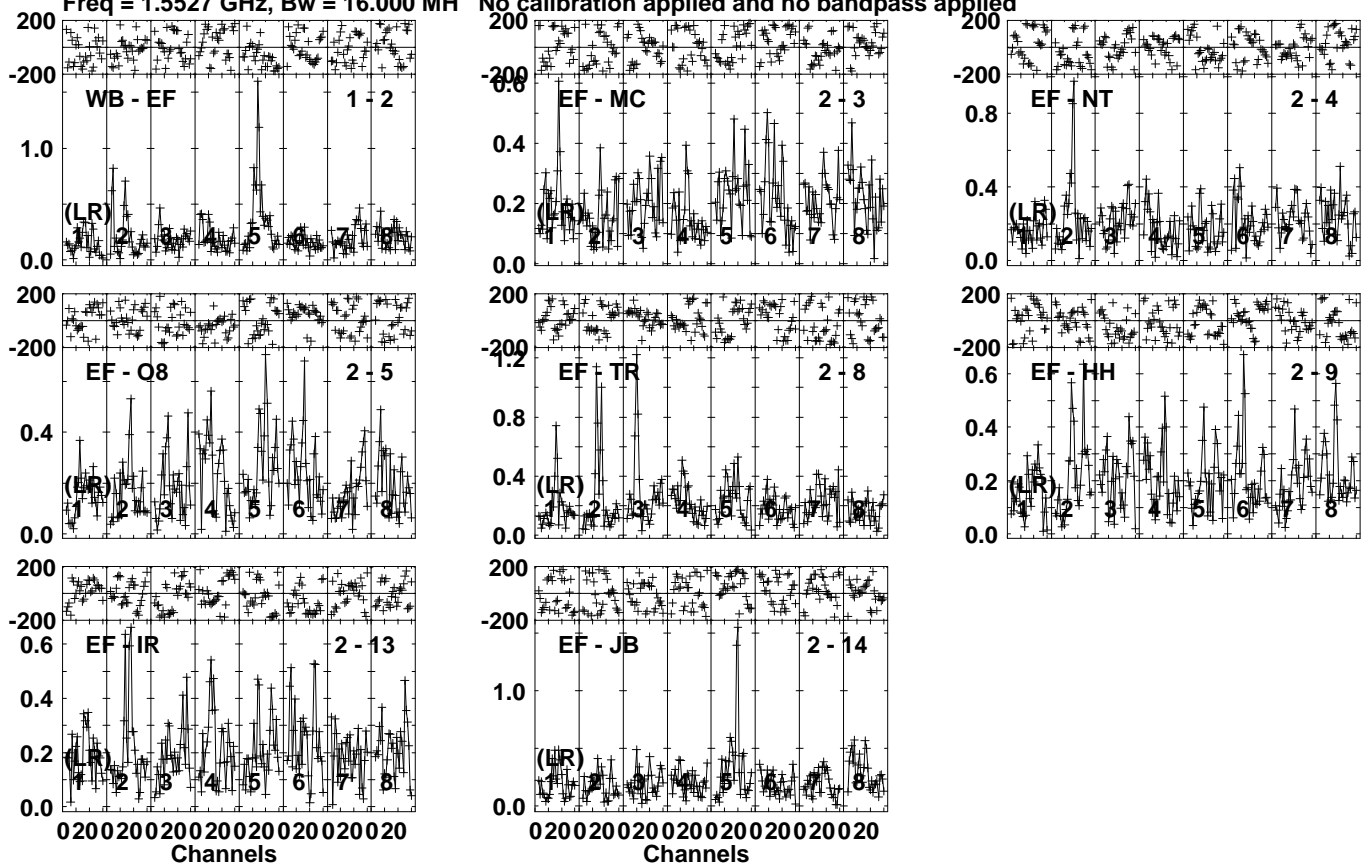 Freq = 1.5527 GHz, Bw = 16.000 MH No calibration applied and no bandpass applied
200
-200
WB - EF 1 - 2
1.0
(LR)
1 2 3 4 5 6 7 8
0.0
-200
EF - MC 2 - 3
0.6
0.4
0.2
(LR)
1 2 3 4 5 6 7 8
0.0
-200
EF - NT 2 - 4
0.8
0.4
(LR)
1 2 3 4 5 6 7 8
0.0
200
-200
EF - O8 2 - 5
0.4
(LR)
1 2 3 4 5 6 7 8
0.0
-200
1.2
EF - TR 2 - 8
0.8
0.4
(LR)
1 2 3 4 5 6 7 8
0.0
200
-200
EF - HH 2 - 9
0.6
0.4
0.2
(LR)
1 2 3 4 5 6 7 8
0.0
200
-200
EF - IR 2 - 13
0.6
0.4
0.2
(LR)
1 2 3 4 5 6 7 8
0.0
0 20 0 20 0 20 0 20 0 20 0 20 0 20 0 20
Channels
200
-200
EF - JB 2 - 14
1.0
(LR)
1 2 3 4 5 6 7 8
0.0
0 20 0 20 0 20 0 20 0 20 0 20 0 20 0 20
Channels